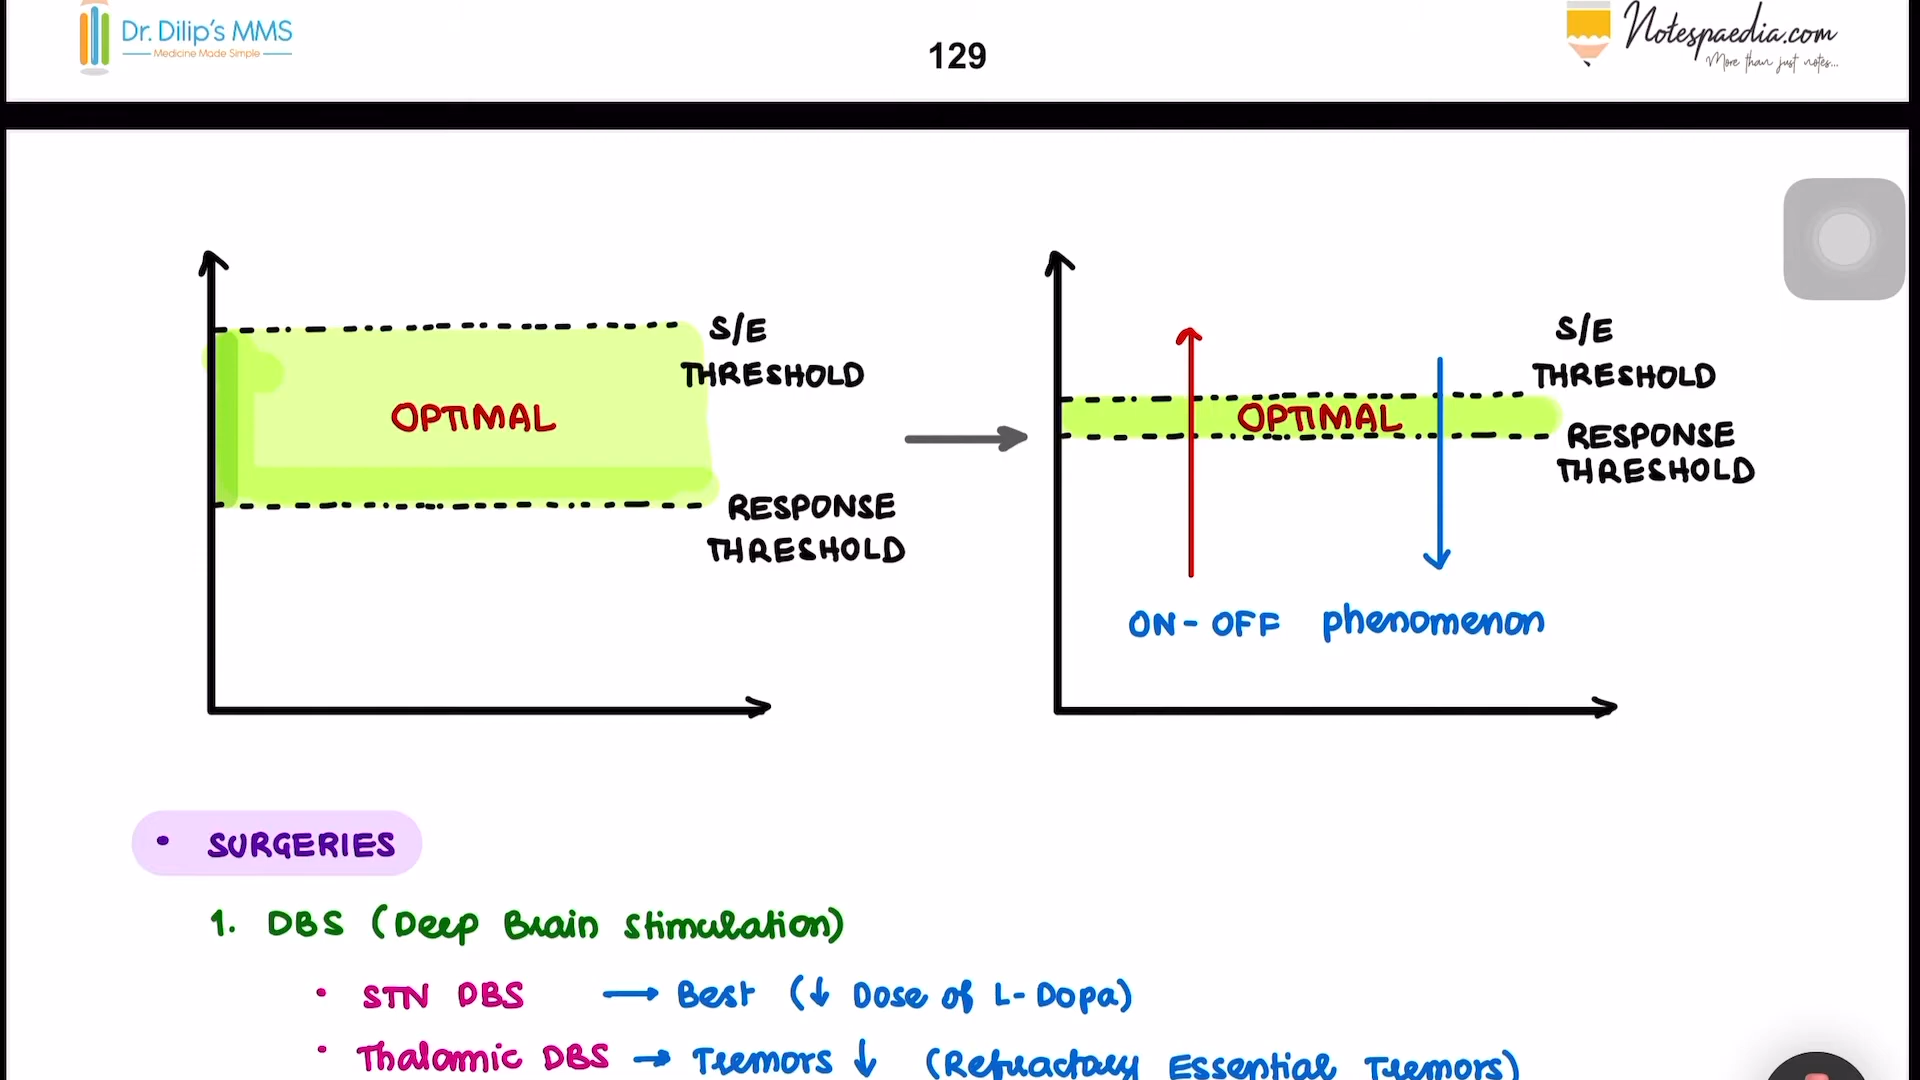 Dr. Dilip's MMS
Medicine Made Simple
129
Notespaedia.com
More than just notes...
S/E
THRESHOLD
OPTIMAL
RESPONSE
THRESHOLD
S/E
THRESHOLD
OPTIMAL
RESPONSE
THRESHOLD
ON-OFF phenomenon
• SURGERIES
1. DBS (Deep Brain Stimulation)
• STN DBS → Best (↓ Dose of L-Dopa)
• Thalamic DBS → Tremors ↓ (Refractory Essential Tremors)